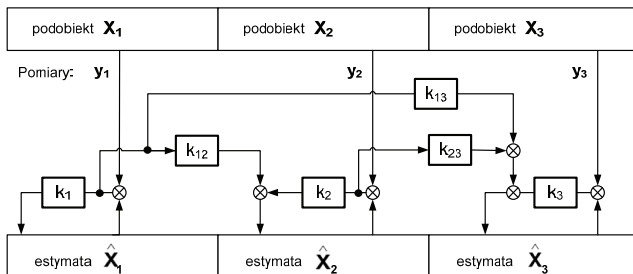 podobiekt X₁ podobiekt X₂ podobiekt X₃
Pomiary: y₁ y₂ y₃
k₁₃
k₁₂ k₂₃
k₁ k₂ k₃
estymata X̂₁ estymata X̂₂ estymata X̂₃